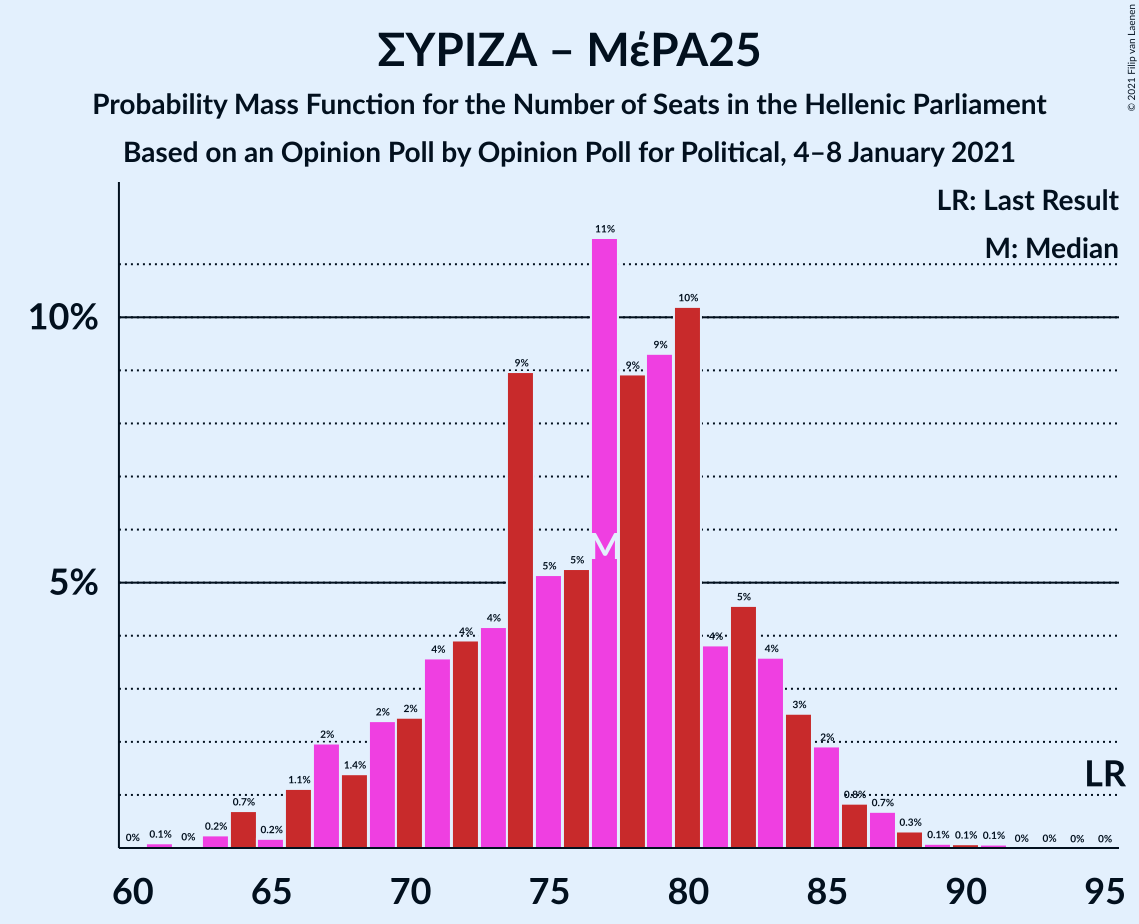 ΣΥΡΙΖΑ – ΜέΡΑ25
Probability Mass Function for the Number of Seats in the Hellenic Parliament
Based on an Opinion Poll by Opinion Poll for Political, 4–8 January 2021
© 2021 Filip van Laenen
LR: Last Result
M: Median
10%
5%
0% 0.1% 0% 0.2% 0.7% 0.2% 1.1% 2% 1.4% 2% 2% 4% 4% 4% 9% 5% 5% 11% 9% 9% 10% 4% 5% 4% 3% 2% 0.8% 0.7% 0.3% 0.1% 0.1% 0.1% 0% 0% 0% 0%
M
LR
60 65 70 75 80 85 90 95